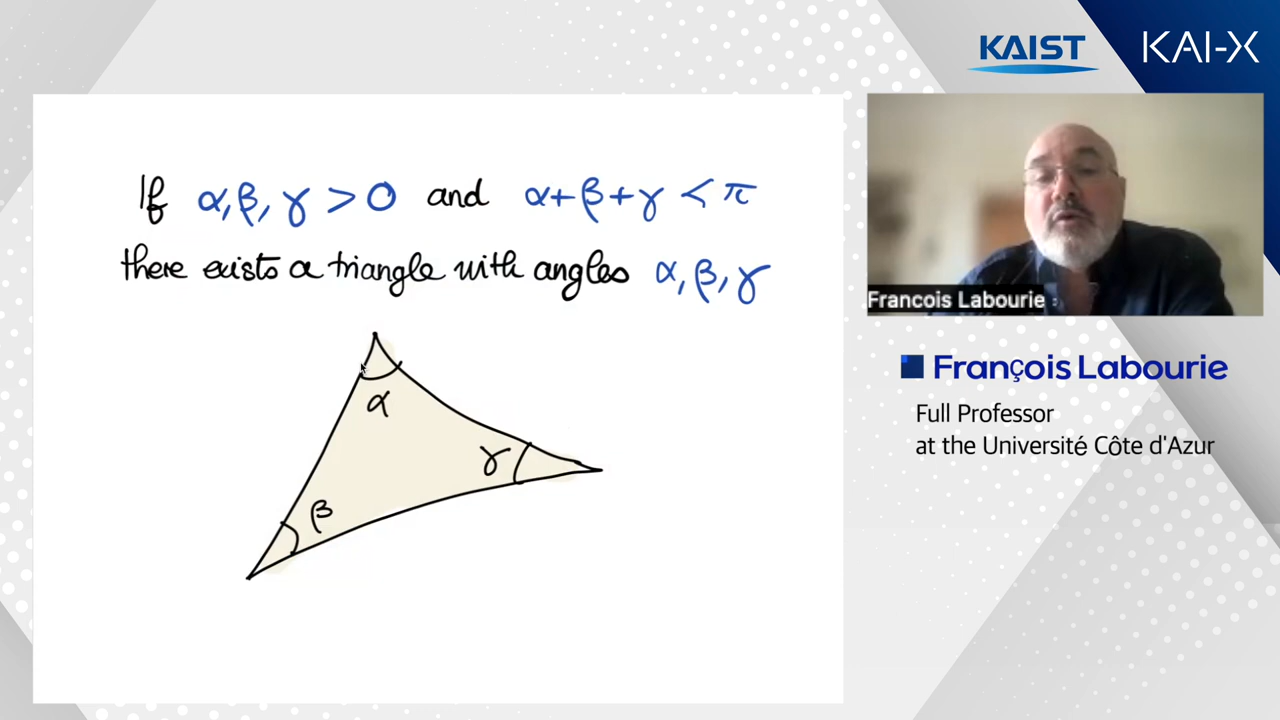 KAIST
KAI-X
If α, β, γ > 0 and α+β+γ < π
there exists a triangle with angles α, β, γ
α
γ
β
Francois Labourie
François Labourie
Full Professor
at the Université Côte d'Azur